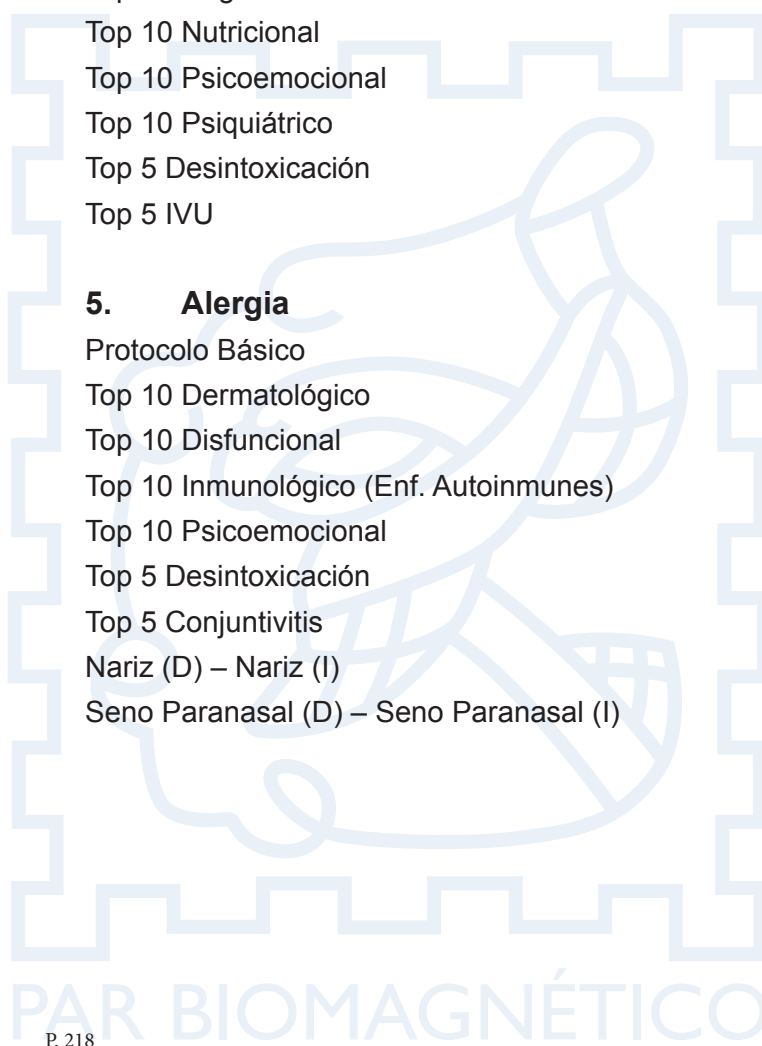 Top 10 Nutricional
Top 10 Psicoemocional
Top 10 Psiquiátrico
Top 5 Desintoxicación
Top 5 IVU
5. Alergia
Protocolo Básico
Top 10 Dermatológico
Top 10 Disfuncional
Top 10 Inmunológico (Enf. Autoinmunes)
Top 10 Psicoemocional
Top 5 Desintoxicación
Top 5 Conjuntivitis
Nariz (D) – Nariz (I)
Seno Paranasal (D) – Seno Paranasal (I)
PAR BIOMAGNÉTICO
P. 218